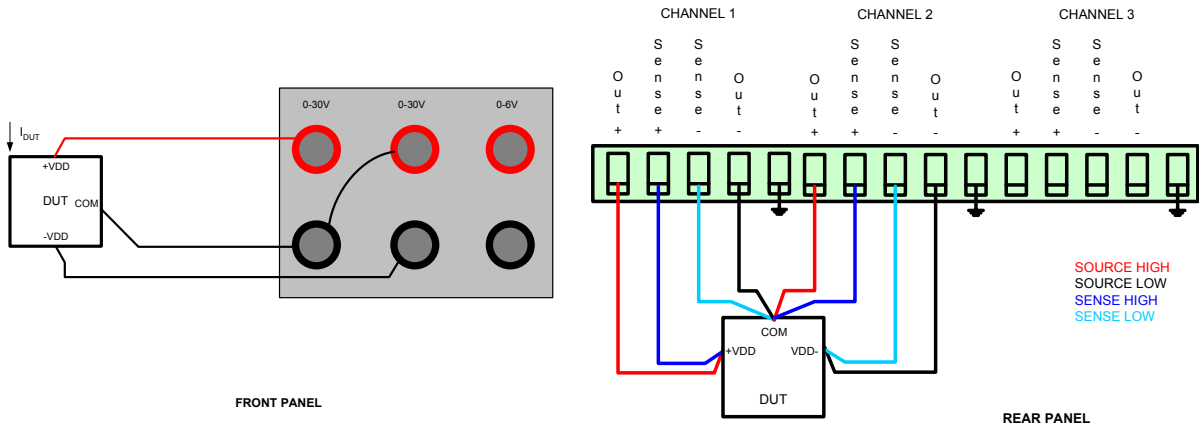 CHANNEL 1
CHANNEL 2
CHANNEL 3
Out +
Sense +
Sense -
Out -
Out +
Sense +
Sense -
Out -
Out +
Sense +
Sense -
Out -
0-30V
0-30V
0-6V
IDUT
+VDD
DUT
COM
-VDD
SOURCE HIGH
SOURCE LOW
SENSE HIGH
SENSE LOW
COM
+VDD
VDD-
DUT
FRONT PANEL
REAR PANEL